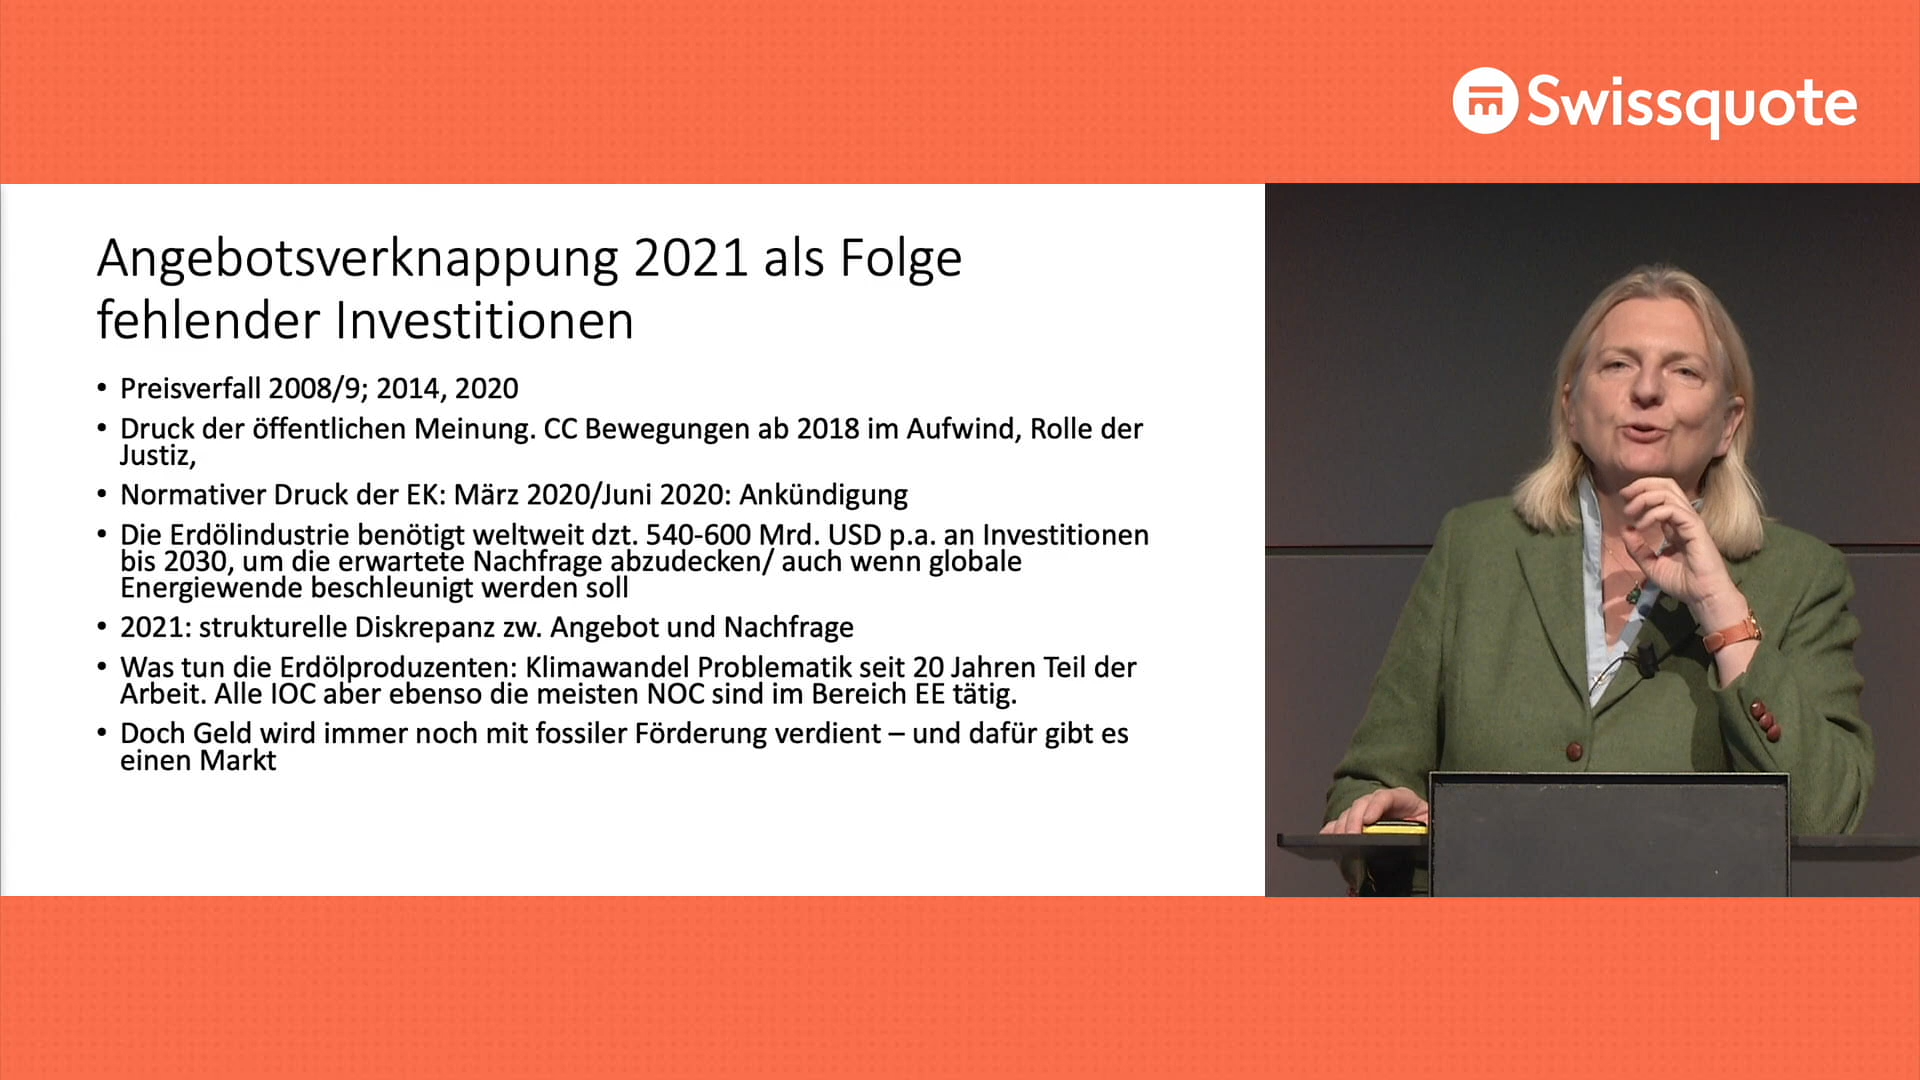 Swissquote
Angebotsverknappung 2021 als Folge
fehlender Investitionen
• Preisverfall 2008/9; 2014, 2020
• Druck der öffentlichen Meinung. CC Bewegungen ab 2018 im Aufwind, Rolle der
Justiz,
• Normativer Druck der EK: März 2020/Juni 2020: Ankündigung
• Die Erdölindustrie benötigt weltweit dzt. 540-600 Mrd. USD p.a. an Investitionen
bis 2030, um die erwartete Nachfrage abzudecken/ auch wenn globale
Energiewende beschleunigt werden soll
• 2021: strukturelle Diskrepanz zw. Angebot und Nachfrage
• Was tun die Erdölproduzenten: Klimawandel Problematik seit 20 Jahren Teil der
Arbeit. Alle IOC aber ebenso die meisten NOC sind im Bereich EE tätig.
• Doch Geld wird immer noch mit fossiler Förderung verdient – und dafür gibt es
einen Markt